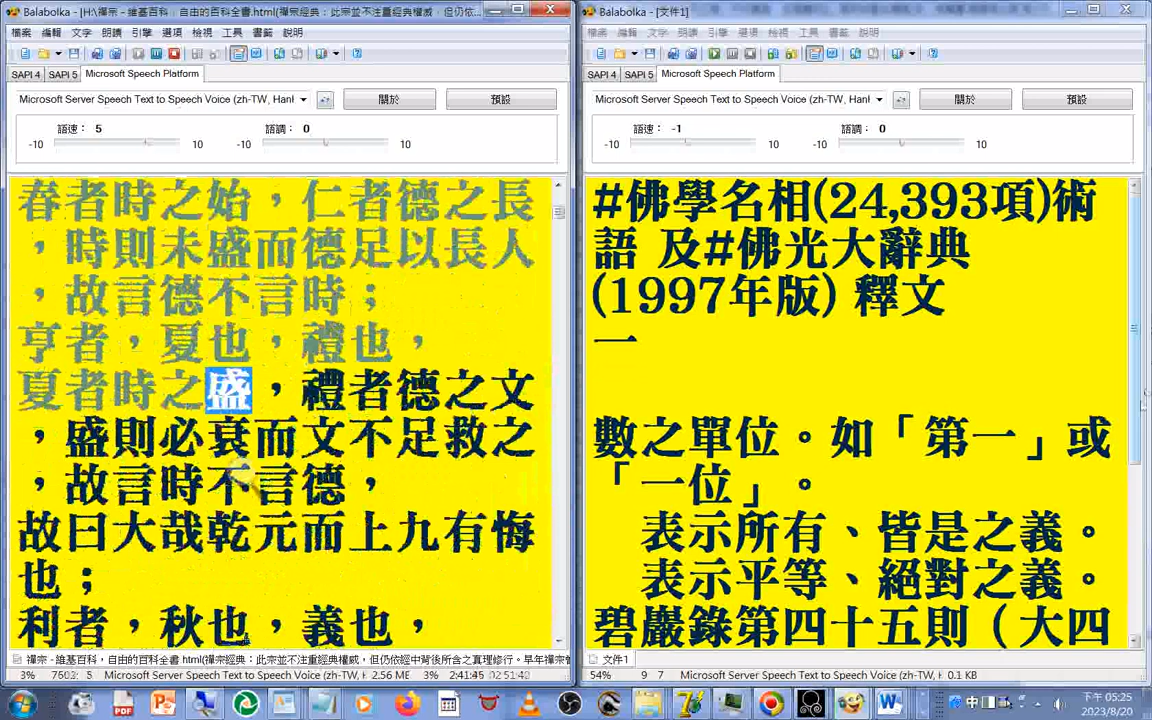 Balabolka - [H:\禪宗 - 維基百科，自由的百科全書.html(禪宗經典：此宗並不注重經典權威，但仍依...
檔案 編輯 文字 朗讀 引擎 選項 檢視 工具 書籤 說明
SAPI 4 SAPI 5 Microsoft Speech Platform
Microsoft Server Speech Text to Speech Voice (zh-TW, Hanl
關於 預設
語速： 5 語調： 0
-10 10 -10 10
春者時之始，仁者德之長
，時則未盛而德足以長人
，故言德不言時；
亨者，夏也，禮也，
夏者時之盛，禮者德之文
，盛則必衰而文不足救之
，故言時不言德，
故曰大哉乾元而上九有悔
也；
利者，秋也，義也，
禪宗 - 維基百科，自由的百科全書.html(禪宗經典：此宗並不注重經典權威，但仍依經中背後所含之真理修行。早年禪宗
3% 7502: 5 Microsoft Server Speech Text to Speech Voice (zh-TW, 2.56 ME 3% 2:41:45 02:51:42
Balabolka - [文件1]
檔案 編輯 文字 朗讀 引擎 選項 檢視 工具 書籤 說明
SAPI 4 SAPI 5 Microsoft Speech Platform
Microsoft Server Speech Text to Speech Voice (zh-TW, Hanl
關於 預設
語速： -1 語調： 0
-10 10 -10 10
#佛學名相(24,393項)術
語 及#佛光大辭典
(1997年版) 釋文
一
數之單位。如「第一」或
「一位」。
表示所有、皆是之義。
表示平等、絕對之義。
碧巖錄第四十五則（大四
文件1
54% 9: 7 Microsoft Server Speech Text to Speech Voice (zh-TW, H 0.1 KB
PDF
中
下午 05:25
2023/8/20